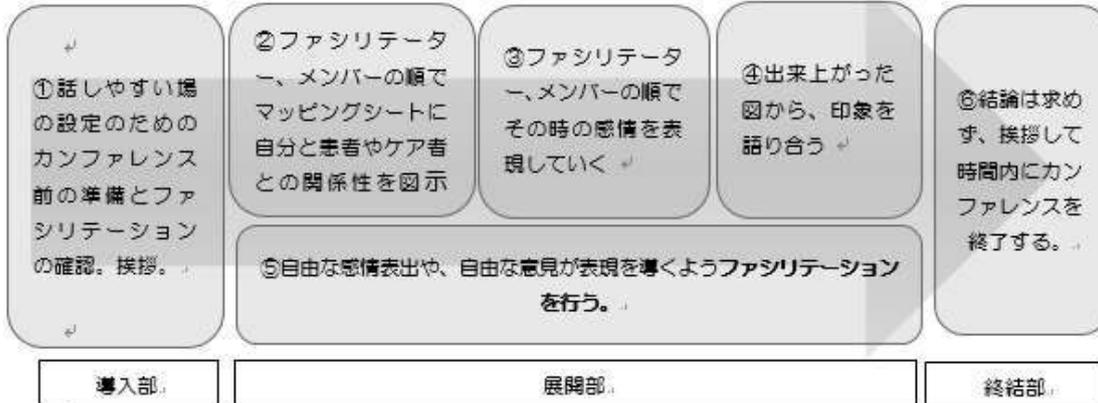 ①話しやすい場
の設定のための
カンファレンス
前の準備とファ
シリテーション
の確認。挨拶。
②ファシリテータ
ー、メンバーの順で
マッピングシートに
自分と患者やケア者
との関係性を図示
③ファシリテータ
ー、メンバーの順で
その時の感情を表
現していく
④出来上がった
図から、印象を
語り合う
⑤自由な感情表出や、自由な意見が表現を導くようファシリテーション
を行う。
⑥結論は求め
ず、挨拶して
時間内にカン
ファレンスを
終了する。
導入部
展開部
終結部